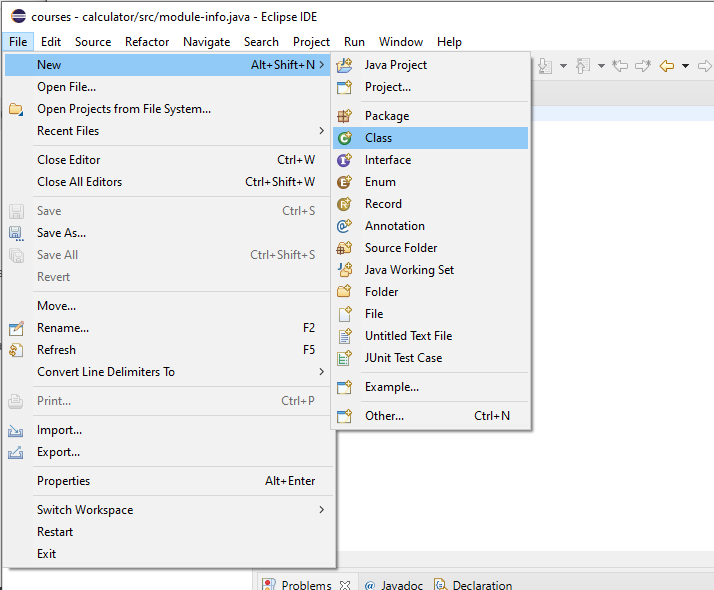 courses - calculator/src/module-info.java - Eclipse IDE
File Edit Source Refactor Navigate Search Project Run Window Help
New Alt+Shift+N >
Open File...
Open Projects from File System...
Recent Files >
Close Editor Ctrl+W
Close All Editors Ctrl+Shift+W
Save Ctrl+S
Save As...
Save All Ctrl+Shift+S
Revert
Move...
Rename... F2
Refresh F5
Convert Line Delimiters To >
Print... Ctrl+P
Import...
Export...
Properties Alt+Enter
Switch Workspace >
Restart
Exit
Java Project
Project...
Package
Class
Interface
Enum
Record
Annotation
Source Folder
Java Working Set
Folder
File
Untitled Text File
JUnit Test Case
Example...
Other... Ctrl+N
Problems Javadoc Declaration